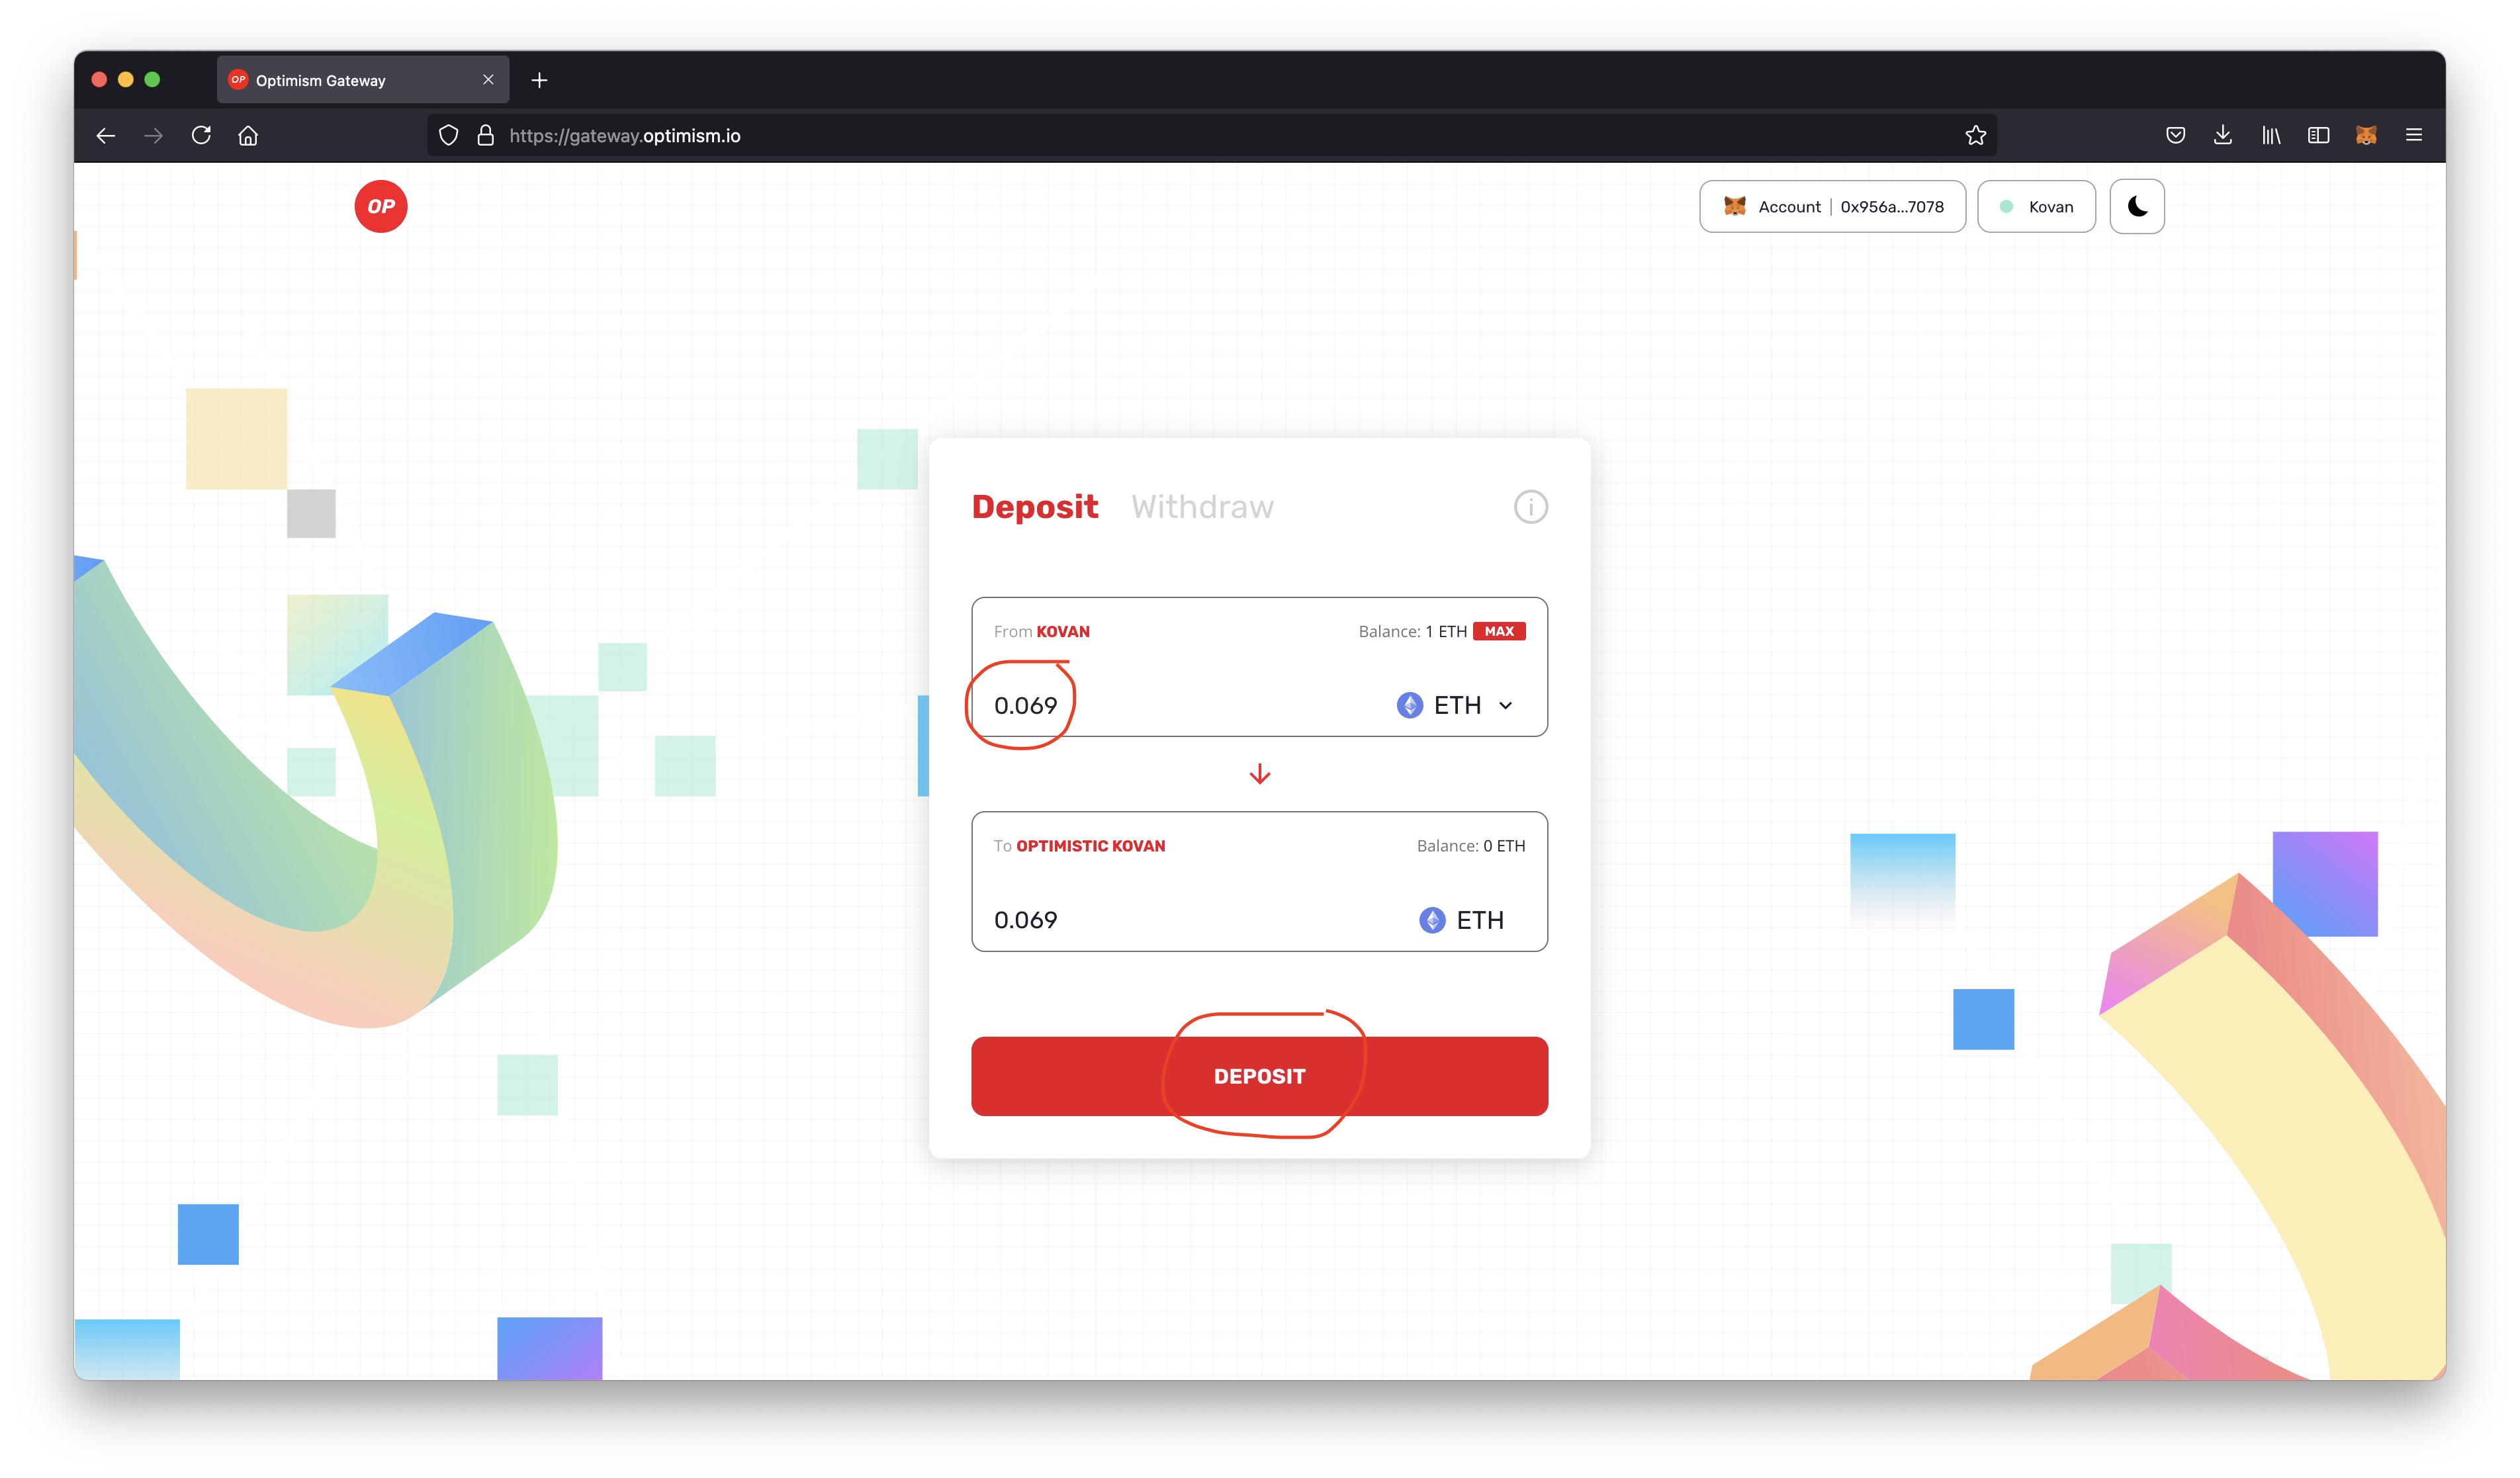 OP Optimism Gateway
https://gateway.optimism.io
OP
Account | 0x956a...7078
Kovan
Deposit Withdraw
From KOVAN
Balance: 1 ETH MAX
0.069
ETH
To OPTIMISTIC KOVAN
Balance: 0 ETH
0.069
ETH
DEPOSIT